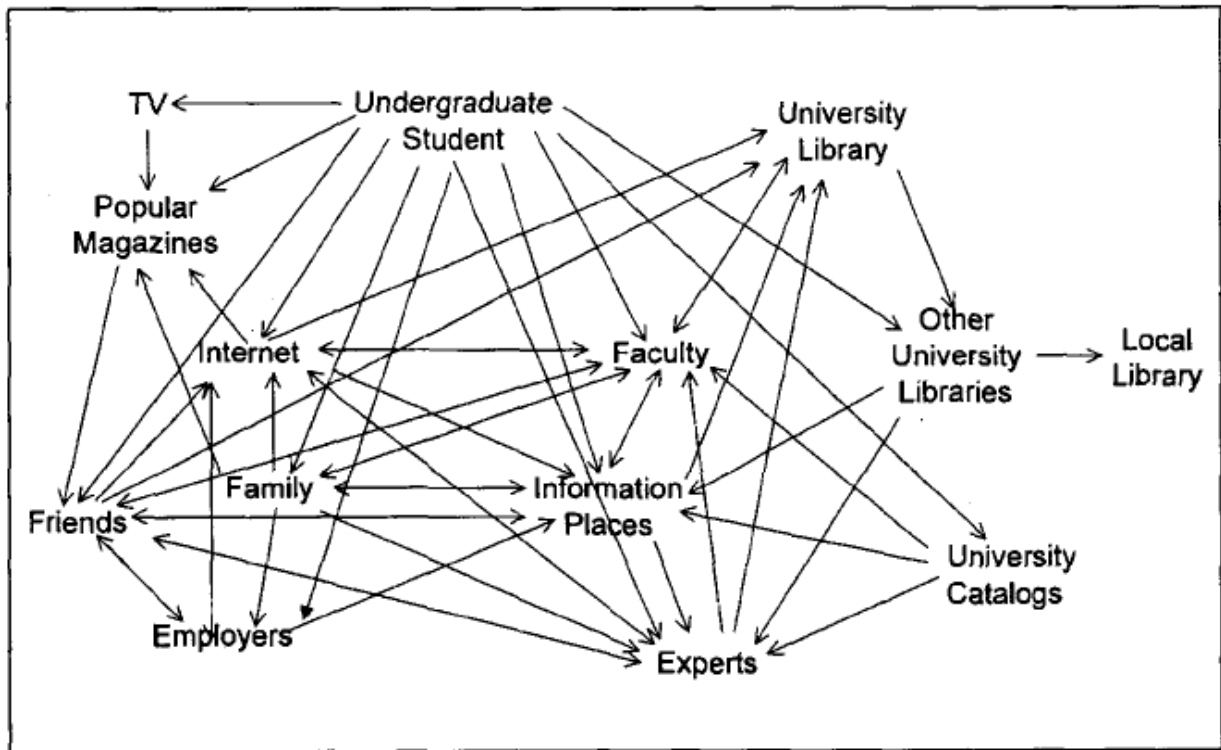 TV
Undergraduate
Student
University
Library
Popular
Magazines
Internet
Faculty
Other
University
Libraries
Local
Library
Family
Information
Places
Friends
University
Catalogs
Employers
Experts